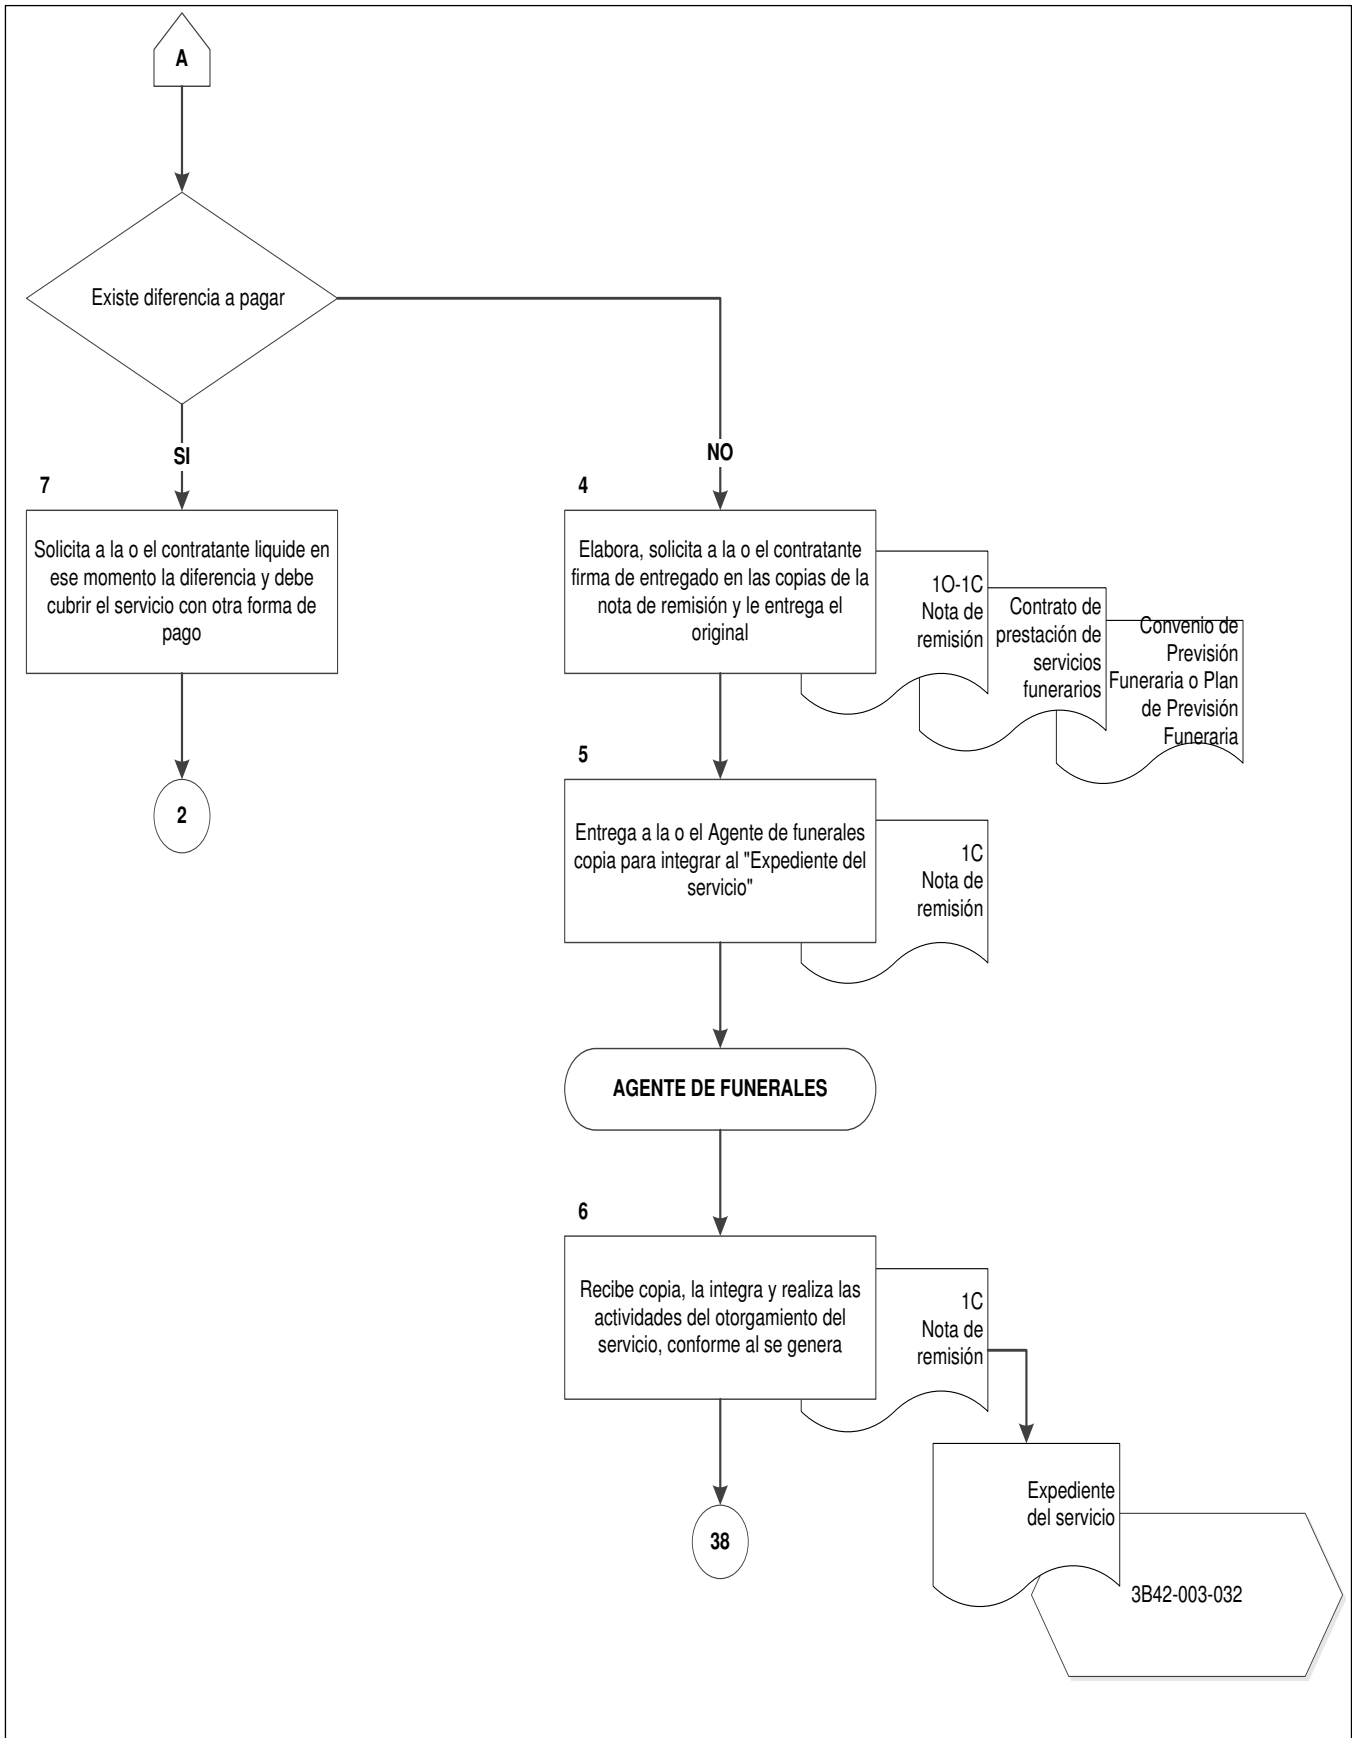 A
Existe diferencia a pagar
SI
NO
7
Solicita a la o el contratante liquide en
ese momento la diferencia y debe
cubrir el servicio con otra forma de
pago
2
4
Elabora, solicita a la o el contratante
firma de entregado en las copias de la
nota de remisión y le entrega el
original
1O-1C
Nota de
remisión
Contrato de
prestación de
servicios
funerarios
Convenio de
Previsión
Funeraria o Plan
de Previsión
Funeraria
5
Entrega a la o el Agente de funerales
copia para integrar al "Expediente del
servicio"
1C
Nota de
remisión
AGENTE DE FUNERALES
6
Recibe copia, la integra y realiza las
actividades del otorgamiento del
servicio, conforme al se genera
1C
Nota de
remisión
Expediente
del servicio
38
3B42-003-032